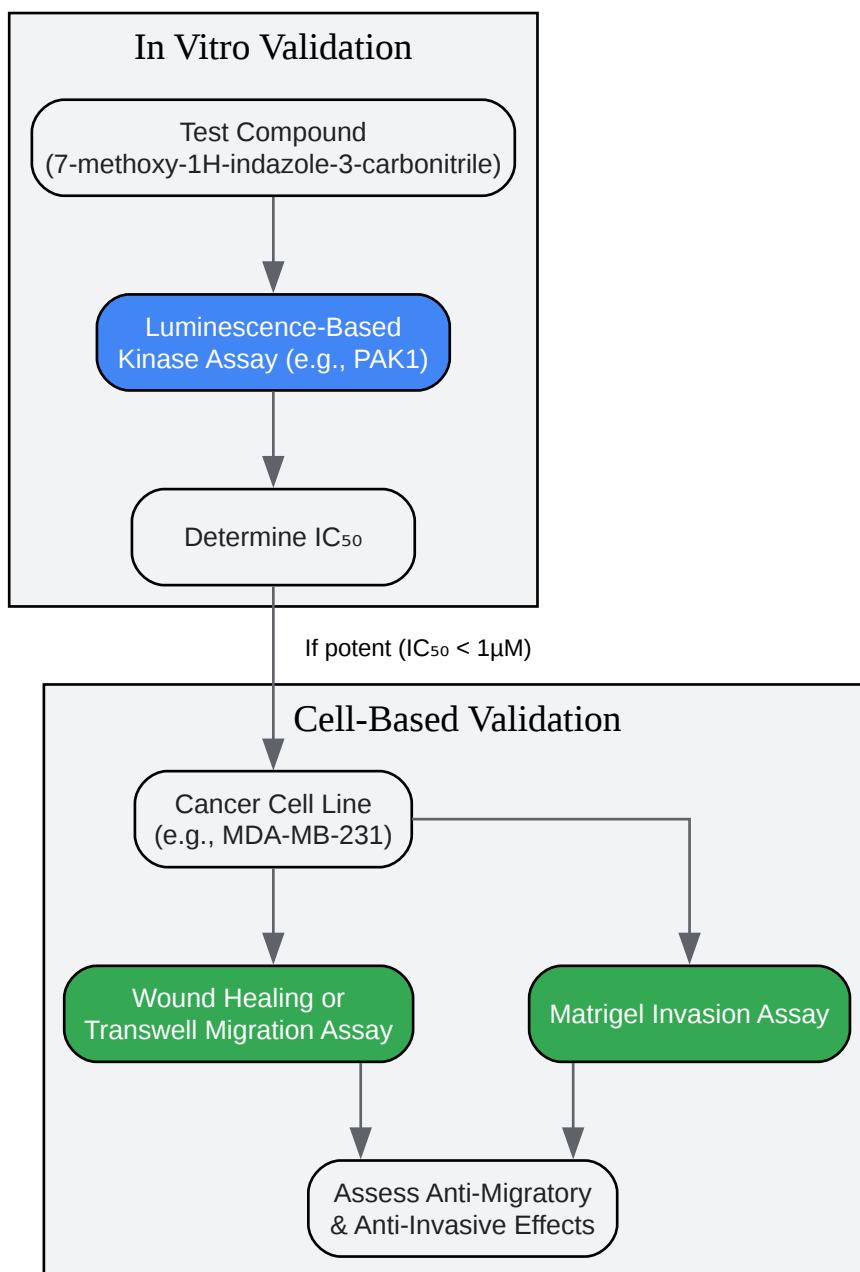 In Vitro Validation
Test Compound
(7-methoxy-1H-indazole-3-carbonitrile)
Luminescence-Based
Kinase Assay (e.g., PAK1)
Determine IC₅₀
If potent (IC₅₀ < 1µM)
Cell-Based Validation
Cancer Cell Line
(e.g., MDA-MB-231)
Wound Healing or
Transwell Migration Assay
Matrigel Invasion Assay
Assess Anti-Migratory
& Anti-Invasive Effects